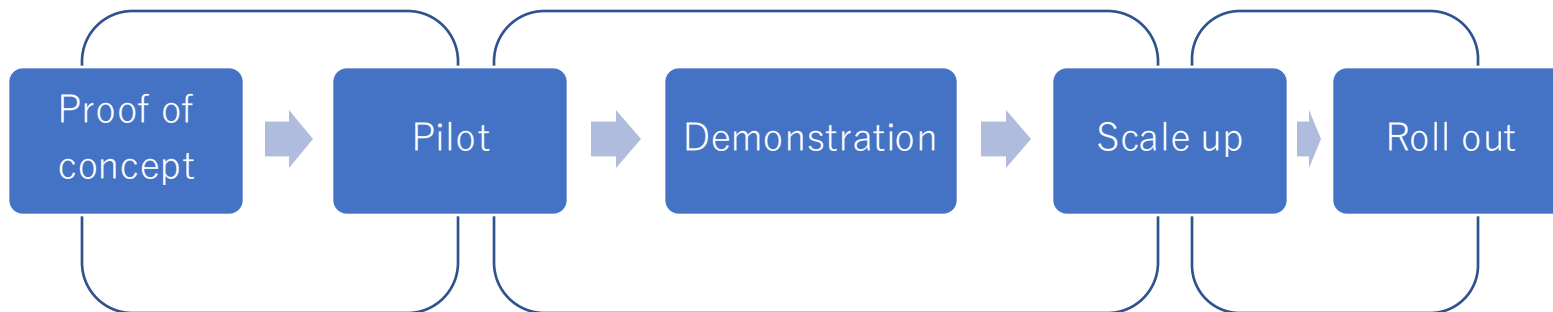 Proof of
concept
Pilot
Demonstration
Scale up
Roll out